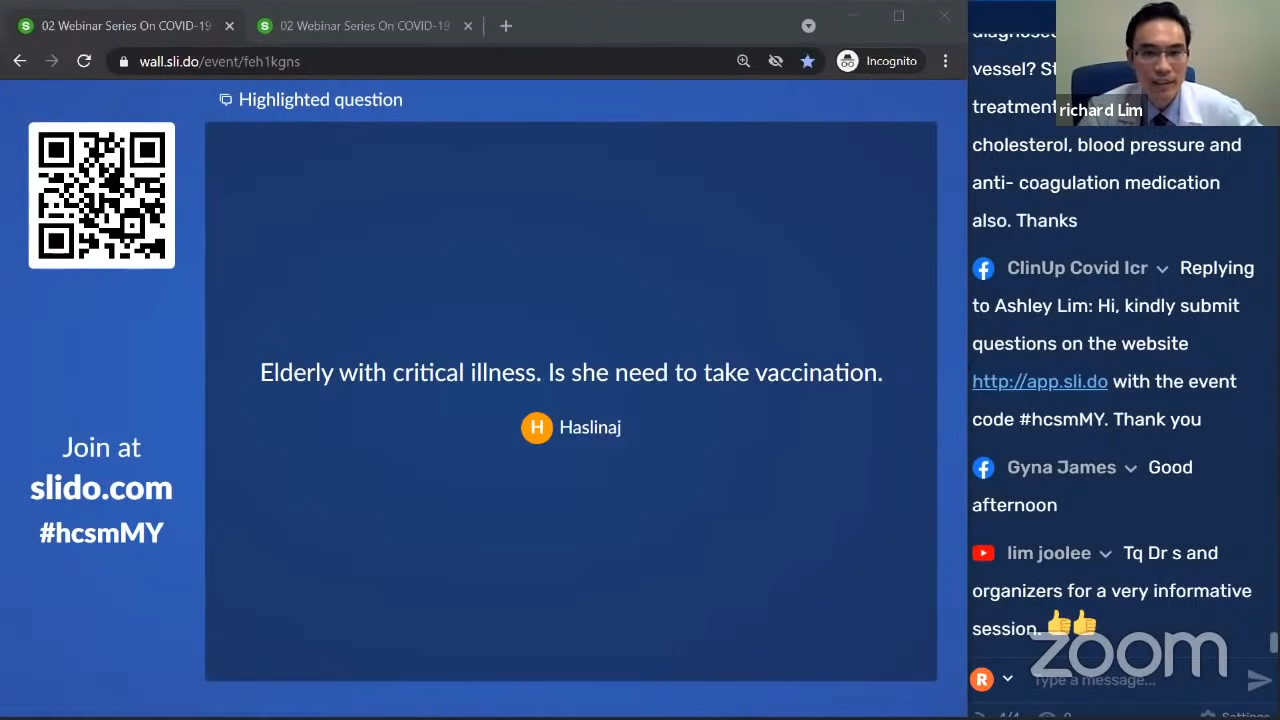 02 Webinar Series On COVID-19
02 Webinar Series On COVID-19
wall.sli.do/event/feh1kgns
Incognito
Highlighted question
Join at
slido.com
#hcsmMY
Elderly with critical illness. Is she need to take vaccination.
H Haslinaj
richard Lim
vessel? St
treatment
cholesterol, blood pressure and
anti- coagulation medication
also. Thanks
ClinUp Covid Icr Replying
to Ashley Lim: Hi, kindly submit
questions on the website
http://app.sli.do with the event
code #hcsmMY. Thank you
Gyna James Good
afternoon
lim joolee Tq Dr s and
organizers for a very informative
session.
zoom
R Type a message...